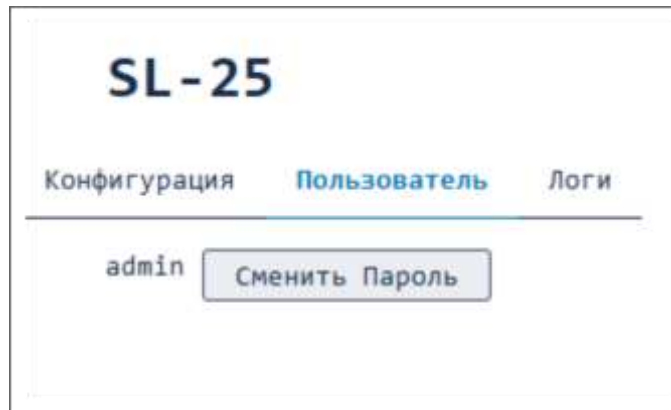 SL-25
Конфигурация Пользователь Логи
admin Сменить Пароль